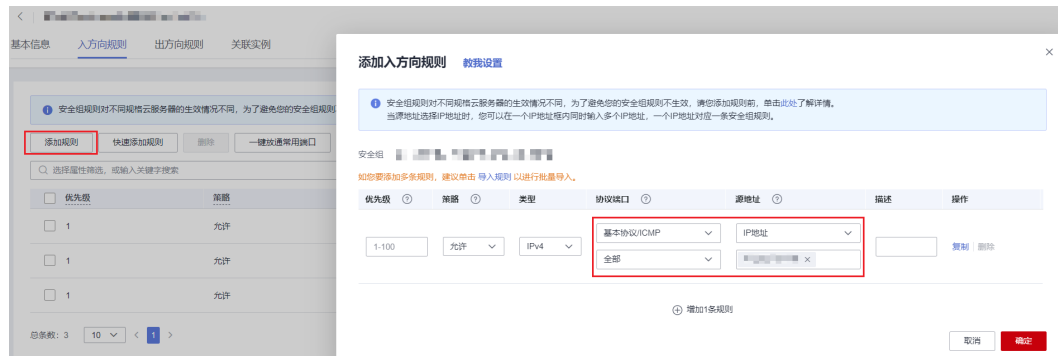 基本信息 入方向规则 出方向规则 关联实例
安全组规则对不同规格云服务器的生效情况不同，为了避免您的安全组规则
添加规则 快速添加规则 删除 一键放通常用端口
选择属性筛选，或输入关键字搜索
优先级 策略
1 允许
1 允许
1 允许
总条数：3 10 1
添加入方向规则 教我设置
安全组规则对不同规格云服务器的生效情况不同，为了避免您的安全组规则不生效，请您添加规则前，单击此处了解详情。
当源地址选择IP地址时，您可以在一个IP地址框内同时输入多个IP地址，一个IP地址对应一条安全组规则。
安全组
如您要添加多条规则，建议单击 导入规则 以进行批量导入。
优先级 策略 类型 协议端口 源地址 描述 操作
1-100 允许 IPv4 基本协议/ICMP IP地址 复制 删除
全部
增加1条规则
取消 确定